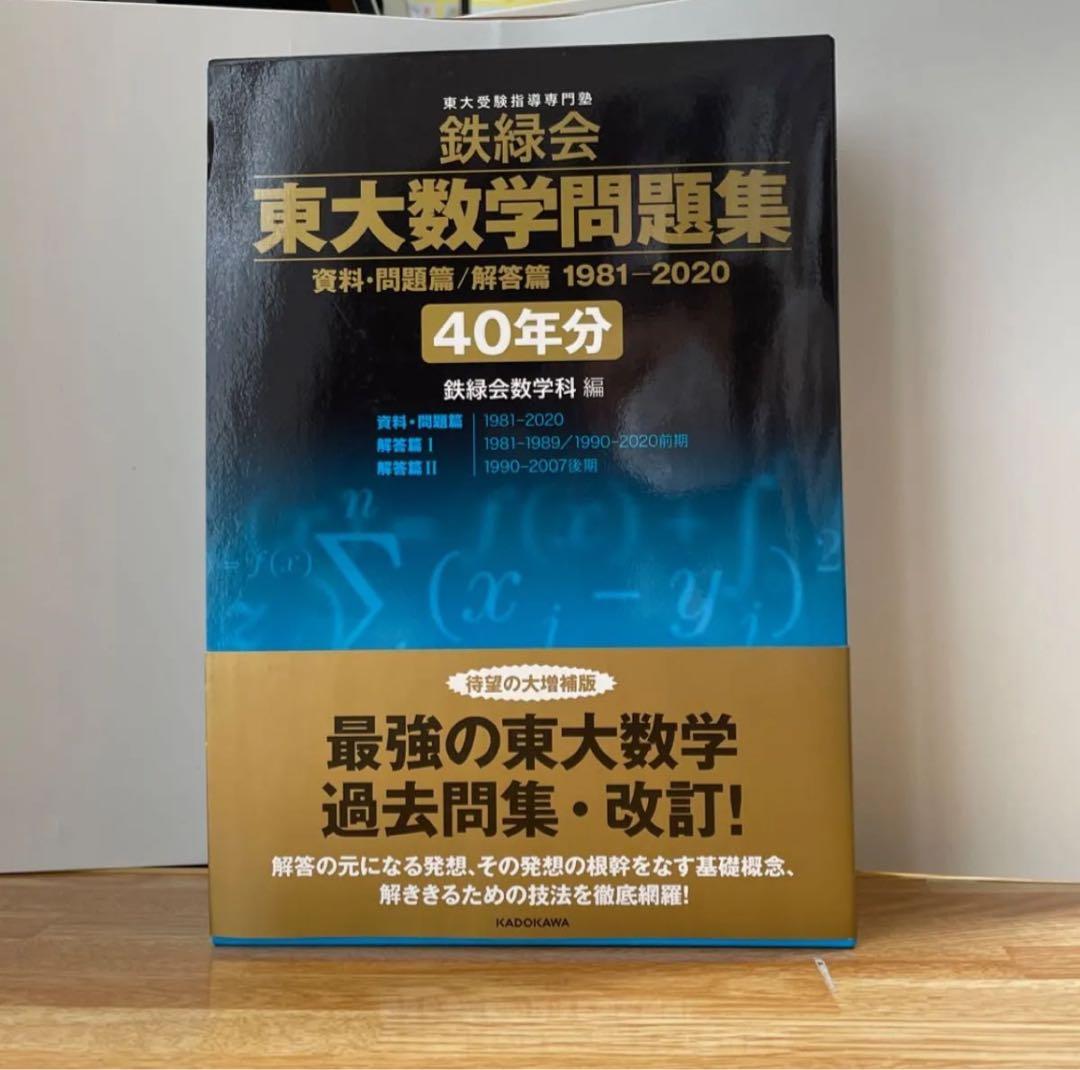 東大受験指導専門塾
鉄緑会
東大数学問題集
資料・問題篇/解答篇 1981-2020
40年分
鉄緑会数学科 編
資料・問題篇 1981-2020
解答篇Ⅰ 1981-1989/1990-2020前期
解答篇Ⅱ 1990-2007後期
n
= f(x) Σ (x_j - y_j)^2
f(x) + ∫
待望の大増補版
最強の東大数学
過去問集・改訂!
解答の元になる発想、その発想の根幹をなす基礎概念、
解ききるための技法を徹底網羅!
KADOKAWA